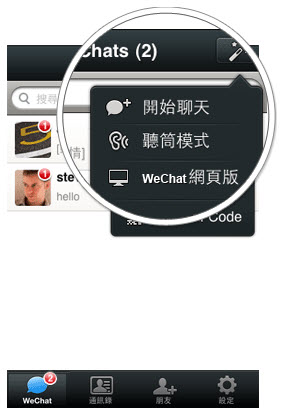 Chats (2)
搜尋
開始聊天
聽筒模式
WeChat 網頁版
Code
1
情]
1
ste
hello
2
WeChat
通訊錄
朋友
設定